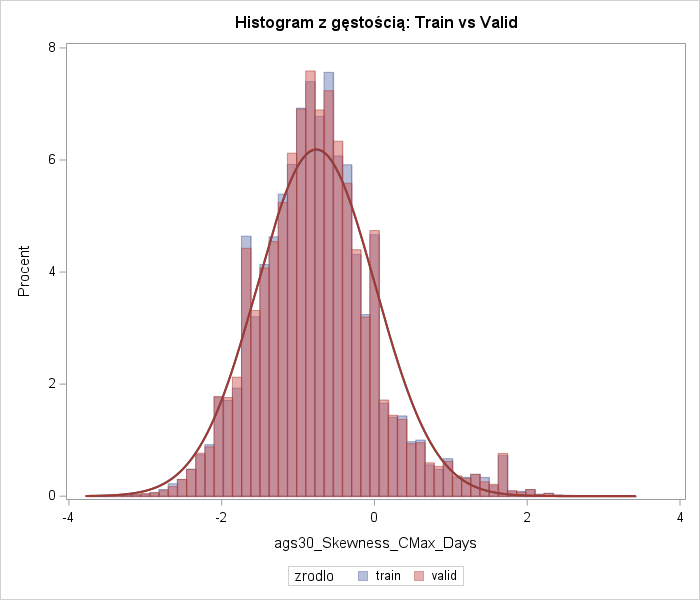 Histogram z gęstością: Train vs Valid
8
6
4
2
0
Procent
-4 -2 0 2 4
ags30_Skewness_CMax_Days
zrodlo train valid